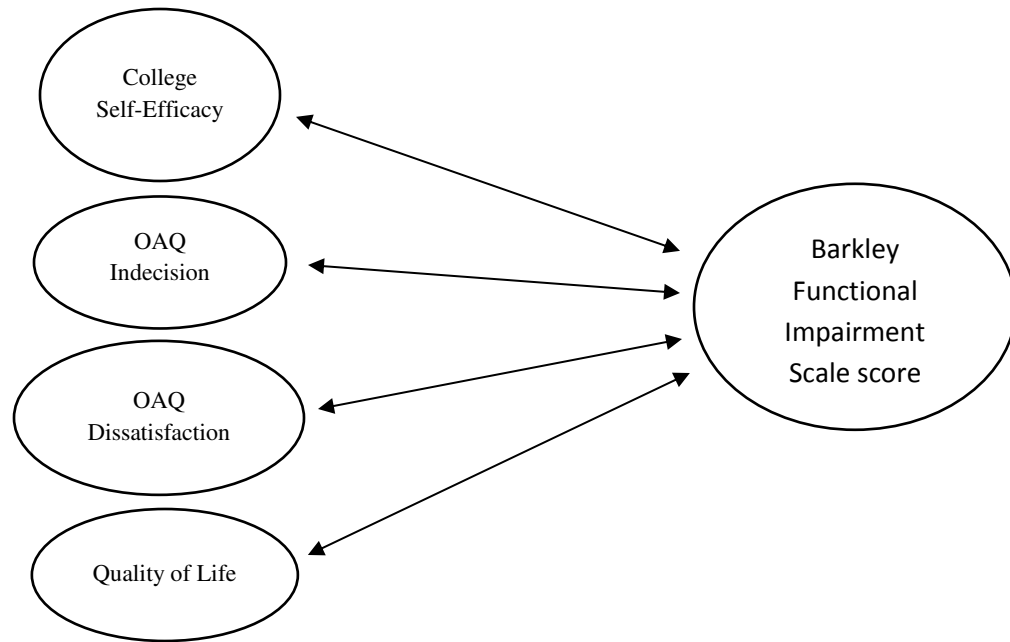 College
Self-Efficacy
OAQ
Indecision
OAQ
Dissatisfaction
Quality of Life
Barkley
Functional
Impairment
Scale score